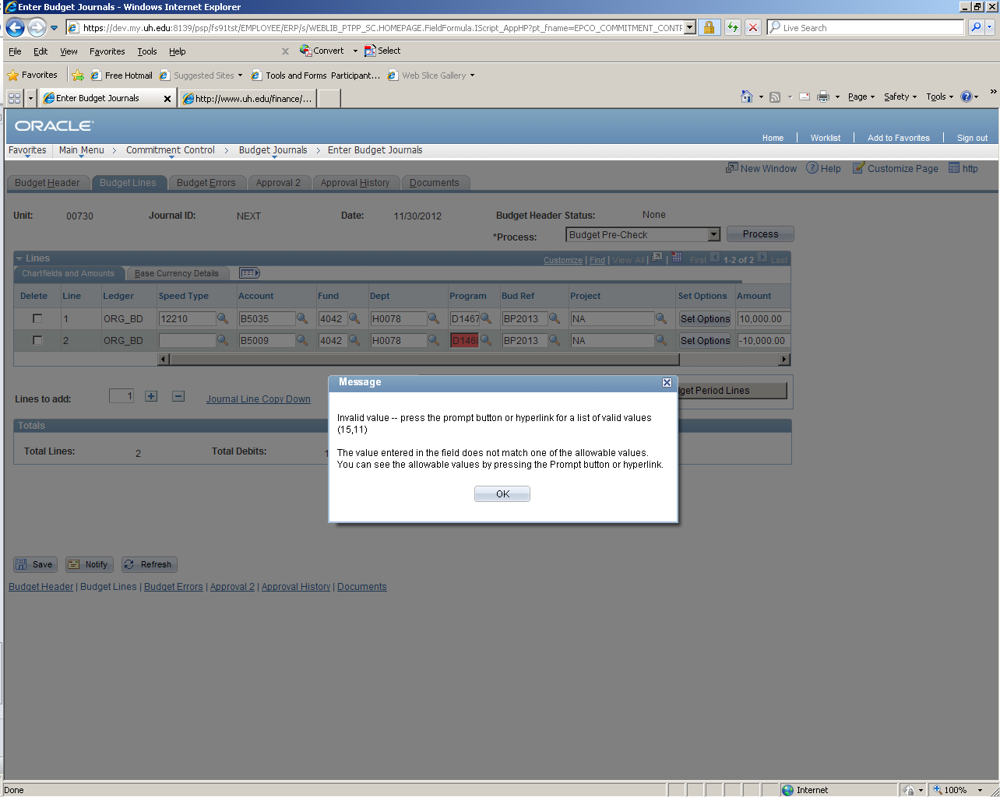 Enter Budget Journals - Windows Internet Explorer
https://dev.my.uh.edu:8139/psp/fs91tst/EMPLOYEE/ERP/s/WEBLIB_PTPP_SC.HOMEPAGE.FieldFormula.IScript_AppHP?pt_fname=EPCO_COMMITMENT_CONTF
Live Search
File Edit View Favorites Tools Help x Convert Select
Favorites Free Hotmail Suggested Sites Tools and Forms Participant... Web Slice Gallery
Enter Budget Journals http://www.uh.edu/finance/... Page Safety Tools »
ORACLE
Home Worklist Add to Favorites Sign out
Favorites Main Menu > Commitment Control > Budget Journals > Enter Budget Journals
New Window Help Customize Page http
Budget Header Budget Lines Budget Errors Approval 2 Approval History Documents
Unit: 00730 Journal ID: NEXT Date: 11/30/2012 Budget Header Status: None
*Process: Budget Pre-Check Process
Lines Customize | Find | View All | | First 1-2 of 2 Last
Chartfields and Amounts Base Currency Details
Delete Line Ledger Speed Type Account Fund Dept Program Bud Ref Project Set Options Amount
1 ORG_BD 12210 B5035 4042 H0078 D1467 BP2013 NA Set Options 10,000.00
2 ORG_BD B5009 4042 H0078 D146 BP2013 NA Set Options -10,000.00
Lines to add: 1 Journal Line Copy Down get Period Lines
Totals
Total Lines: 2 Total Debits: 1
Message
Invalid value -- press the prompt button or hyperlink for a list of valid values
(15,11)
The value entered in the field does not match one of the allowable values.
You can see the allowable values by pressing the Prompt button or hyperlink.
OK
Save Notify Refresh
Budget Header | Budget Lines | Budget Errors | Approval 2 | Approval History | Documents
Done Internet 100%